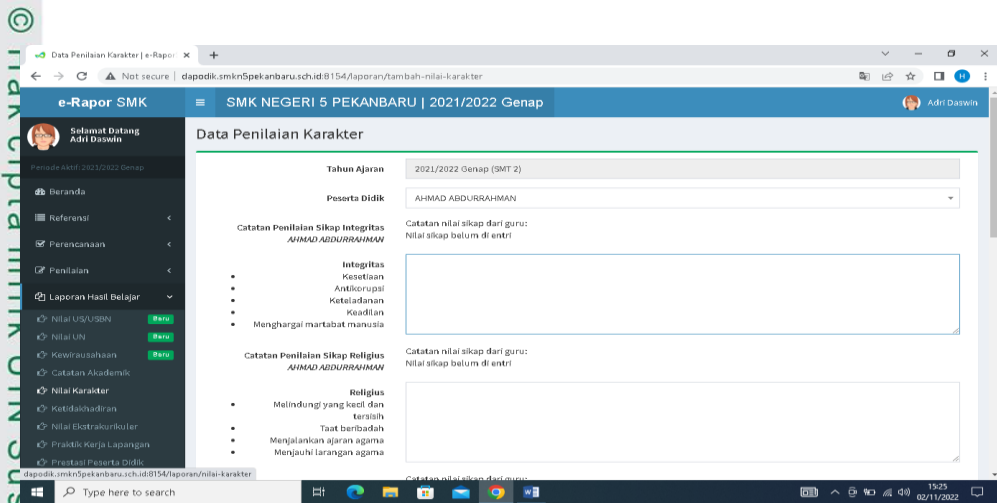 © Hak cipta milik UIN Sus
Data Penilaian Karakter | e-Rapor
Not secure | dapodik.smkn5pekanbaru.sch.id:8154/laporan/tambah-nilai-karakter
H
e-Rapor SMK
SMK NEGERI 5 PEKANBARU | 2021/2022 Genap
Adri Daswin
Selamat Datang
Adri Daswin
Periode Aktif: 2021/2022 Genap
Beranda
Referensi
Perencanaan
Penilaian
Laporan Hasil Belajar
Nilai US/USBN Baru
Nilai UN Baru
Kewirausahaan Baru
Catatan Akademik
Nilai Karakter
Ketidakhadiran
Nilai Ekstrakurikuler
Praktik Kerja Lapangan
Prestasi Peserta Didik
Data Penilaian Karakter
Tahun Ajaran
2021/2022 Genap (SMT 2)
Peserta Didik
AHMAD ABDURRAHMAN
Catatan Penilaian Sikap Integritas
AHMAD ABDURRAHMAN
Catatan nilai sikap dari guru:
Nilai sikap belum di entri
Integritas
• Kesetiaan
• Antikorupsi
• Keteladanan
• Keadilan
• Menghargai martabat manusia
Catatan Penilaian Sikap Religius
AHMAD ABDURRAHMAN
Catatan nilai sikap dari guru:
Nilai sikap belum di entri
Religius
• Melindungi yang kecil dan
tersisih
• Taat beribadah
• Menjalankan ajaran agama
• Menjauhi larangan agama
Catatan nilai sikap dari guru:
dapodik.smkn5pekanbaru.sch.id:8154/laporan/nilai-karakter
Type here to search
15:25
02/11/2022